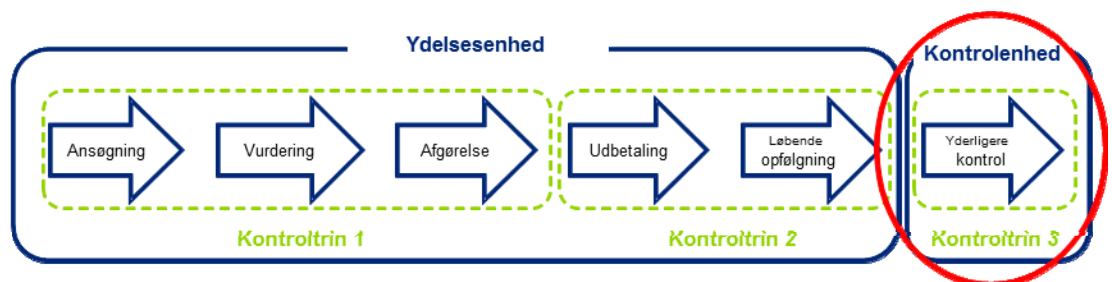 Ydelsesenhed
Kontrolenhed
Ansøgning
Vurdering
Afgørelse
Udbetaling
Løbende
opfølgning
Yderligere
kontrol
Kontroltrin 1
Kontroltrin 2
Kontroltrin 3